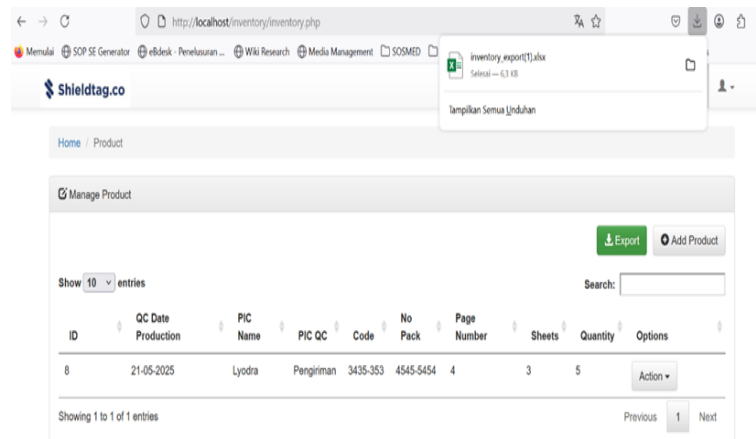 http://localhost/inventory/inventory.php
Memulai SOP SE Generator eBdesk - Penelusuran ... Wiki Research Media Management SOSMED
inventory_export(1).xlsx
Selesai — 6,3 KB
Tampilkan Semua Unduhan
Shieldtag.co
Home / Product
Manage Product
Export Add Product
Show 10 entries Search:
ID QC Date Production PIC Name PIC QC Code No Pack Page Number Sheets Quantity Options
8 21-05-2025 Lyodra Pengiriman 3435-353 4545-5454 4 3 5 Action
Showing 1 to 1 of 1 entries Previous 1 Next